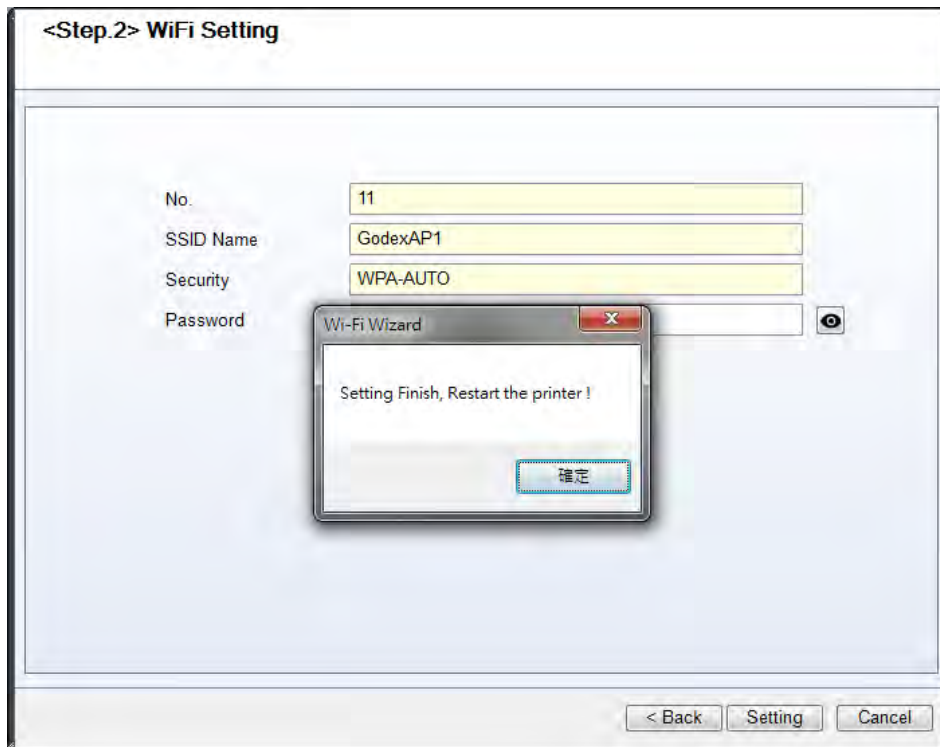 <Step.2> WiFi Setting
No. 11
SSID Name GodexAP1
Security WPA-AUTO
Password
Wi-Fi Wizard
Setting Finish, Restart the printer !
確定
< Back Setting Cancel